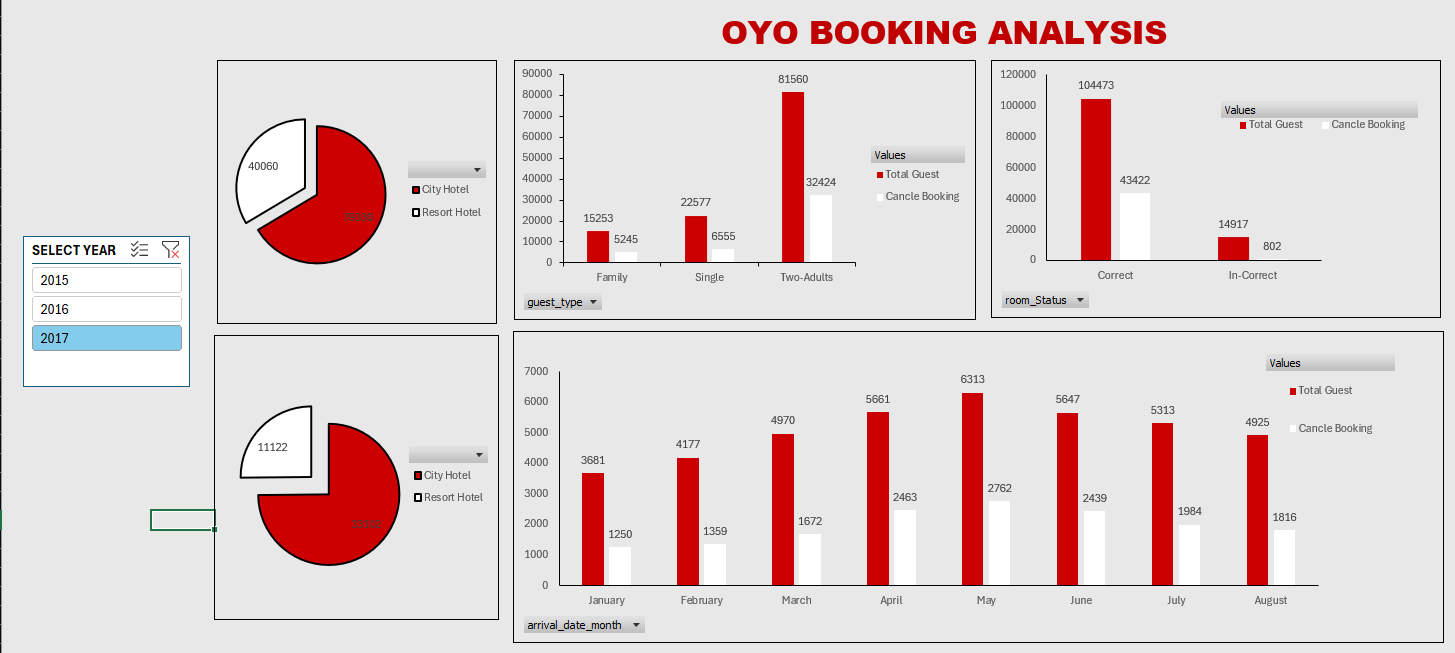 OYO BOOKING ANALYSIS
SELECT YEAR
2015
2016
2017
40060
City Hotel
Resort Hotel
90000
80000
70000
60000
50000
40000
30000
20000
10000
0
15253
5245
22577
6555
81560
32424
Family
Single
Two-Adults
Values
Total Guest
Cancle Booking
guest_type
120000
100000
80000
60000
40000
20000
0
104473
43422
14917
802
Correct
In-Correct
Values
Total Guest
Cancle Booking
room_Status
11122
City Hotel
Resort Hotel
7000
6000
5000
4000
3000
2000
1000
0
3681
1250
4177
1359
4970
1672
5661
2463
6313
2762
5647
2439
5313
1984
4925
1816
January
February
March
April
May
June
July
August
Values
Total Guest
Cancle Booking
arrival_date_month